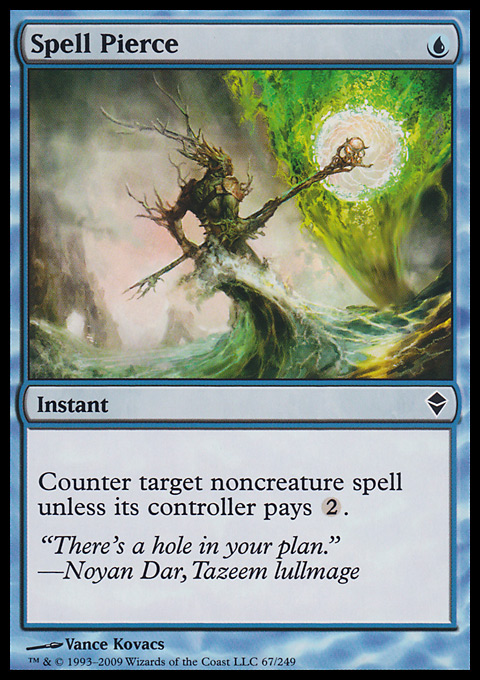 Spell Pierce
Instant
Counter target noncreature spell
unless its controller pays 2.
“There’s a hole in your plan.”
—Noyan Dar, Tazeem lullmage
Vance Kovacs
™ & © 1993–2009 Wizards of the Coast LLC 67/249